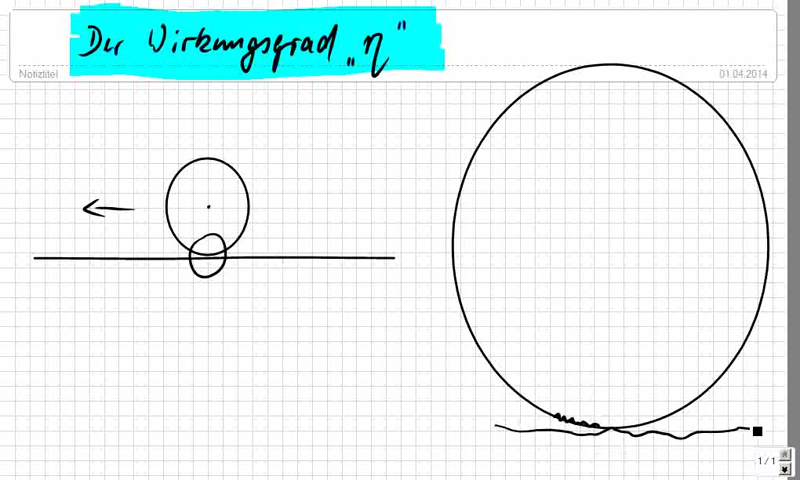 Der Wirkungsgrad „η“
Notiztitel
01.04.2014
1/1